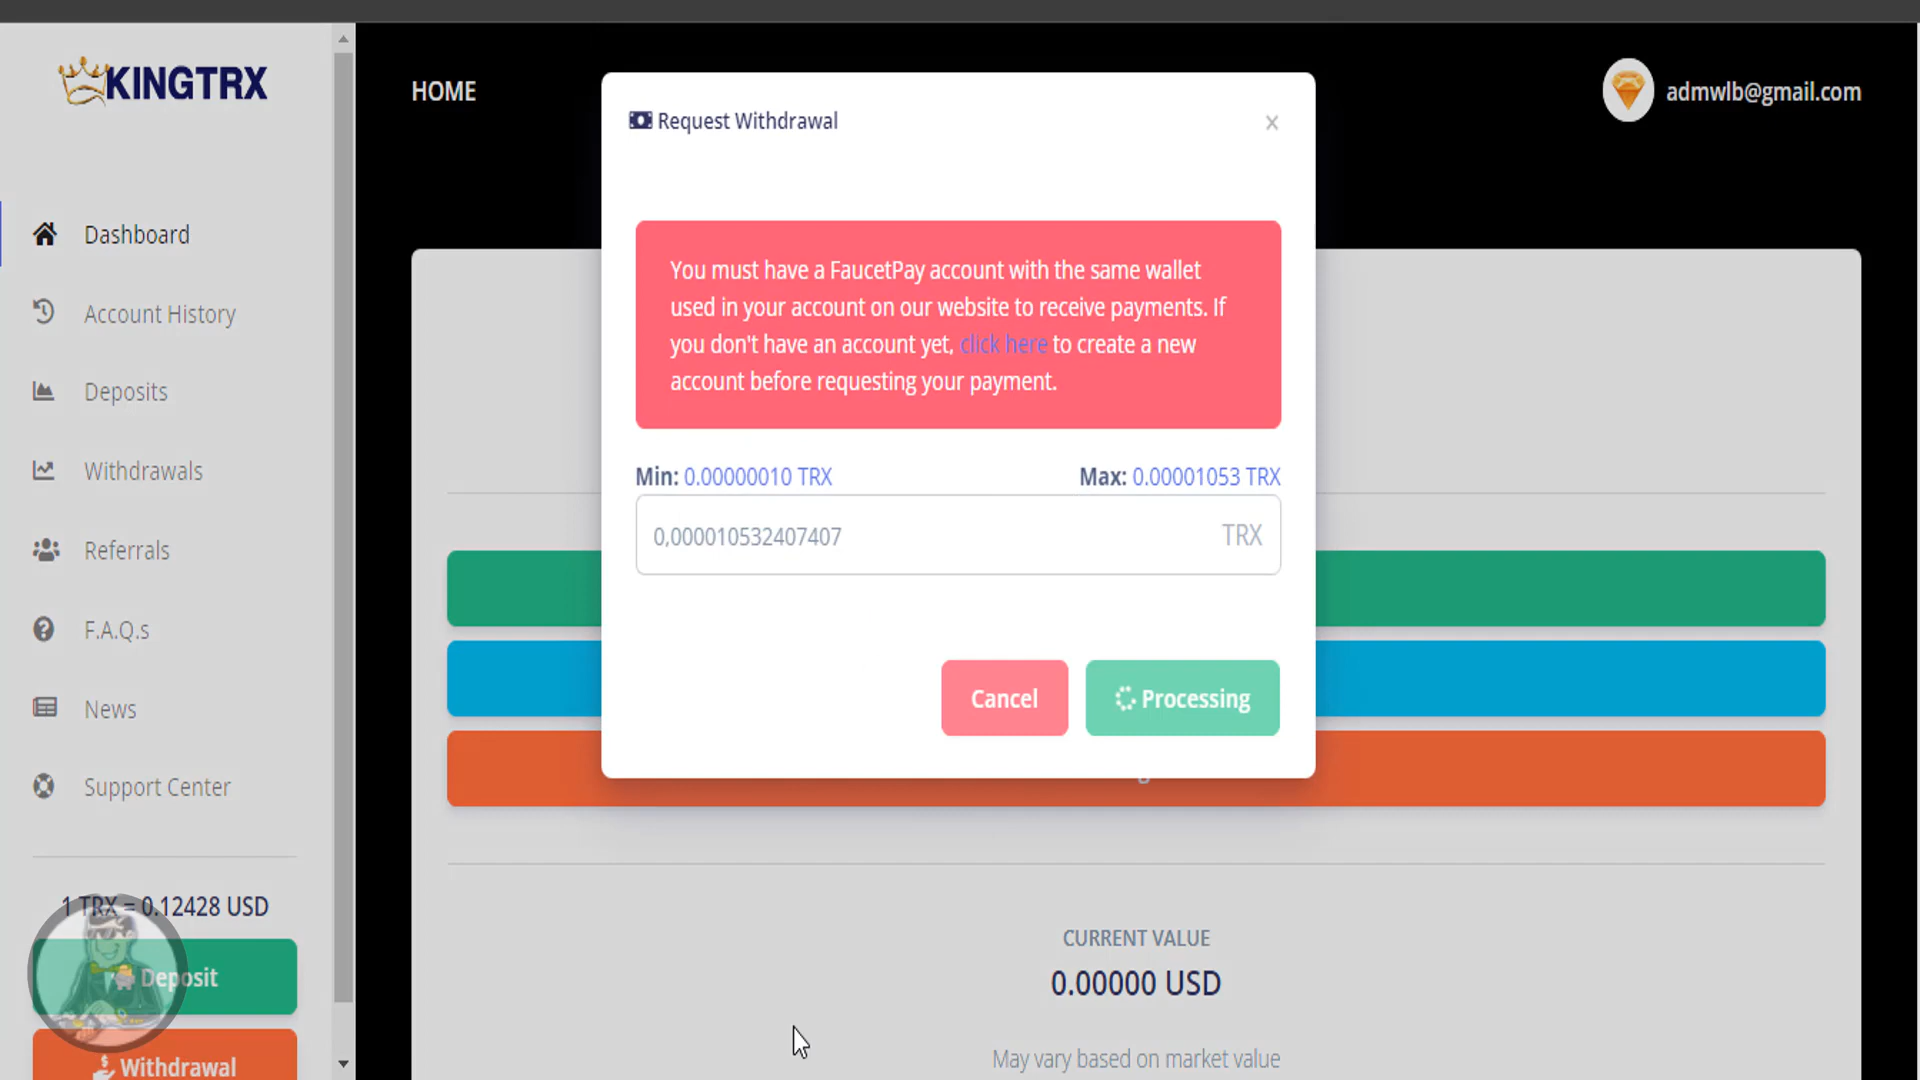 KINGTRX
Dashboard
Account History
Deposits
Withdrawals
Referrals
F.A.Q.s
News
Support Center
1 TRX = 0.12428 USD
Deposit
Withdrawal
HOME
admwlb@gmail.com
Request Withdrawal
×
You must have a FaucetPay account with the same wallet
used in your account on our website to receive payments. If
you don't have an account yet, click here to create a new
account before requesting your payment.
Min: 0.00000010 TRX Max: 0.00001053 TRX
0,000010532407407 TRX
Cancel Processing
CURRENT VALUE
0.00000 USD
May vary based on market value